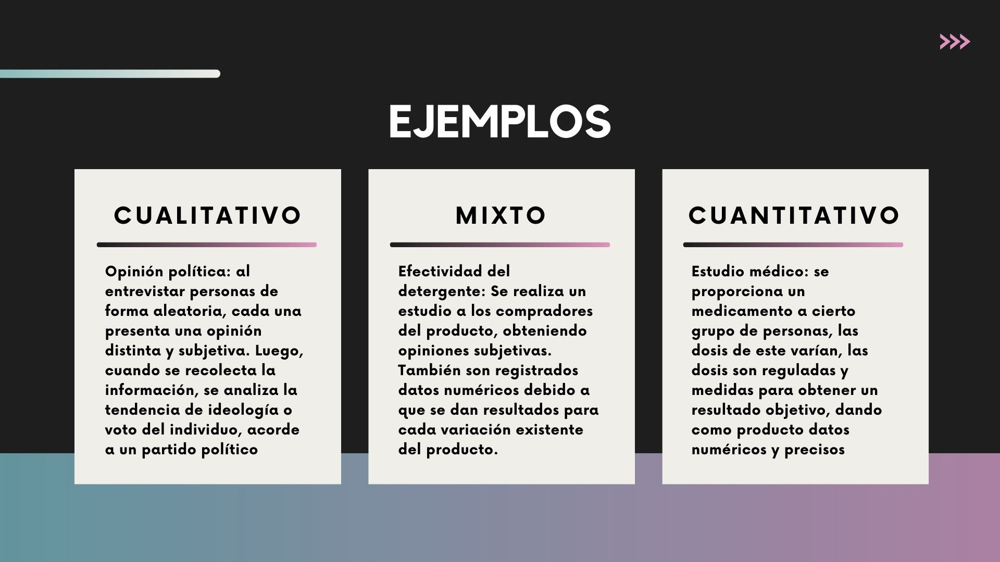 EJEMPLOS
CUALITATIVO
Opinión política: al
entrevistar personas de
forma aleatoria, cada una
presenta una opinión
distinta y subjetiva. Luego,
cuando se recolecta la
información, se analiza la
tendencia de ideología o
voto del individuo, acorde
a un partido político
MIXTO
Efectividad del
detergente: Se realiza un
estudio a los compradores
del producto, obteniendo
opiniones subjetivas.
También son registrados
datos numéricos debido a
que se dan resultados para
cada variación existente
del producto.
CUANTITATIVO
Estudio médico: se
proporciona un
medicamento a cierto
grupo de personas, las
dosis de este varían, las
dosis son reguladas y
medidas para obtener un
resultado objetivo, dando
como producto datos
numéricos y precisos